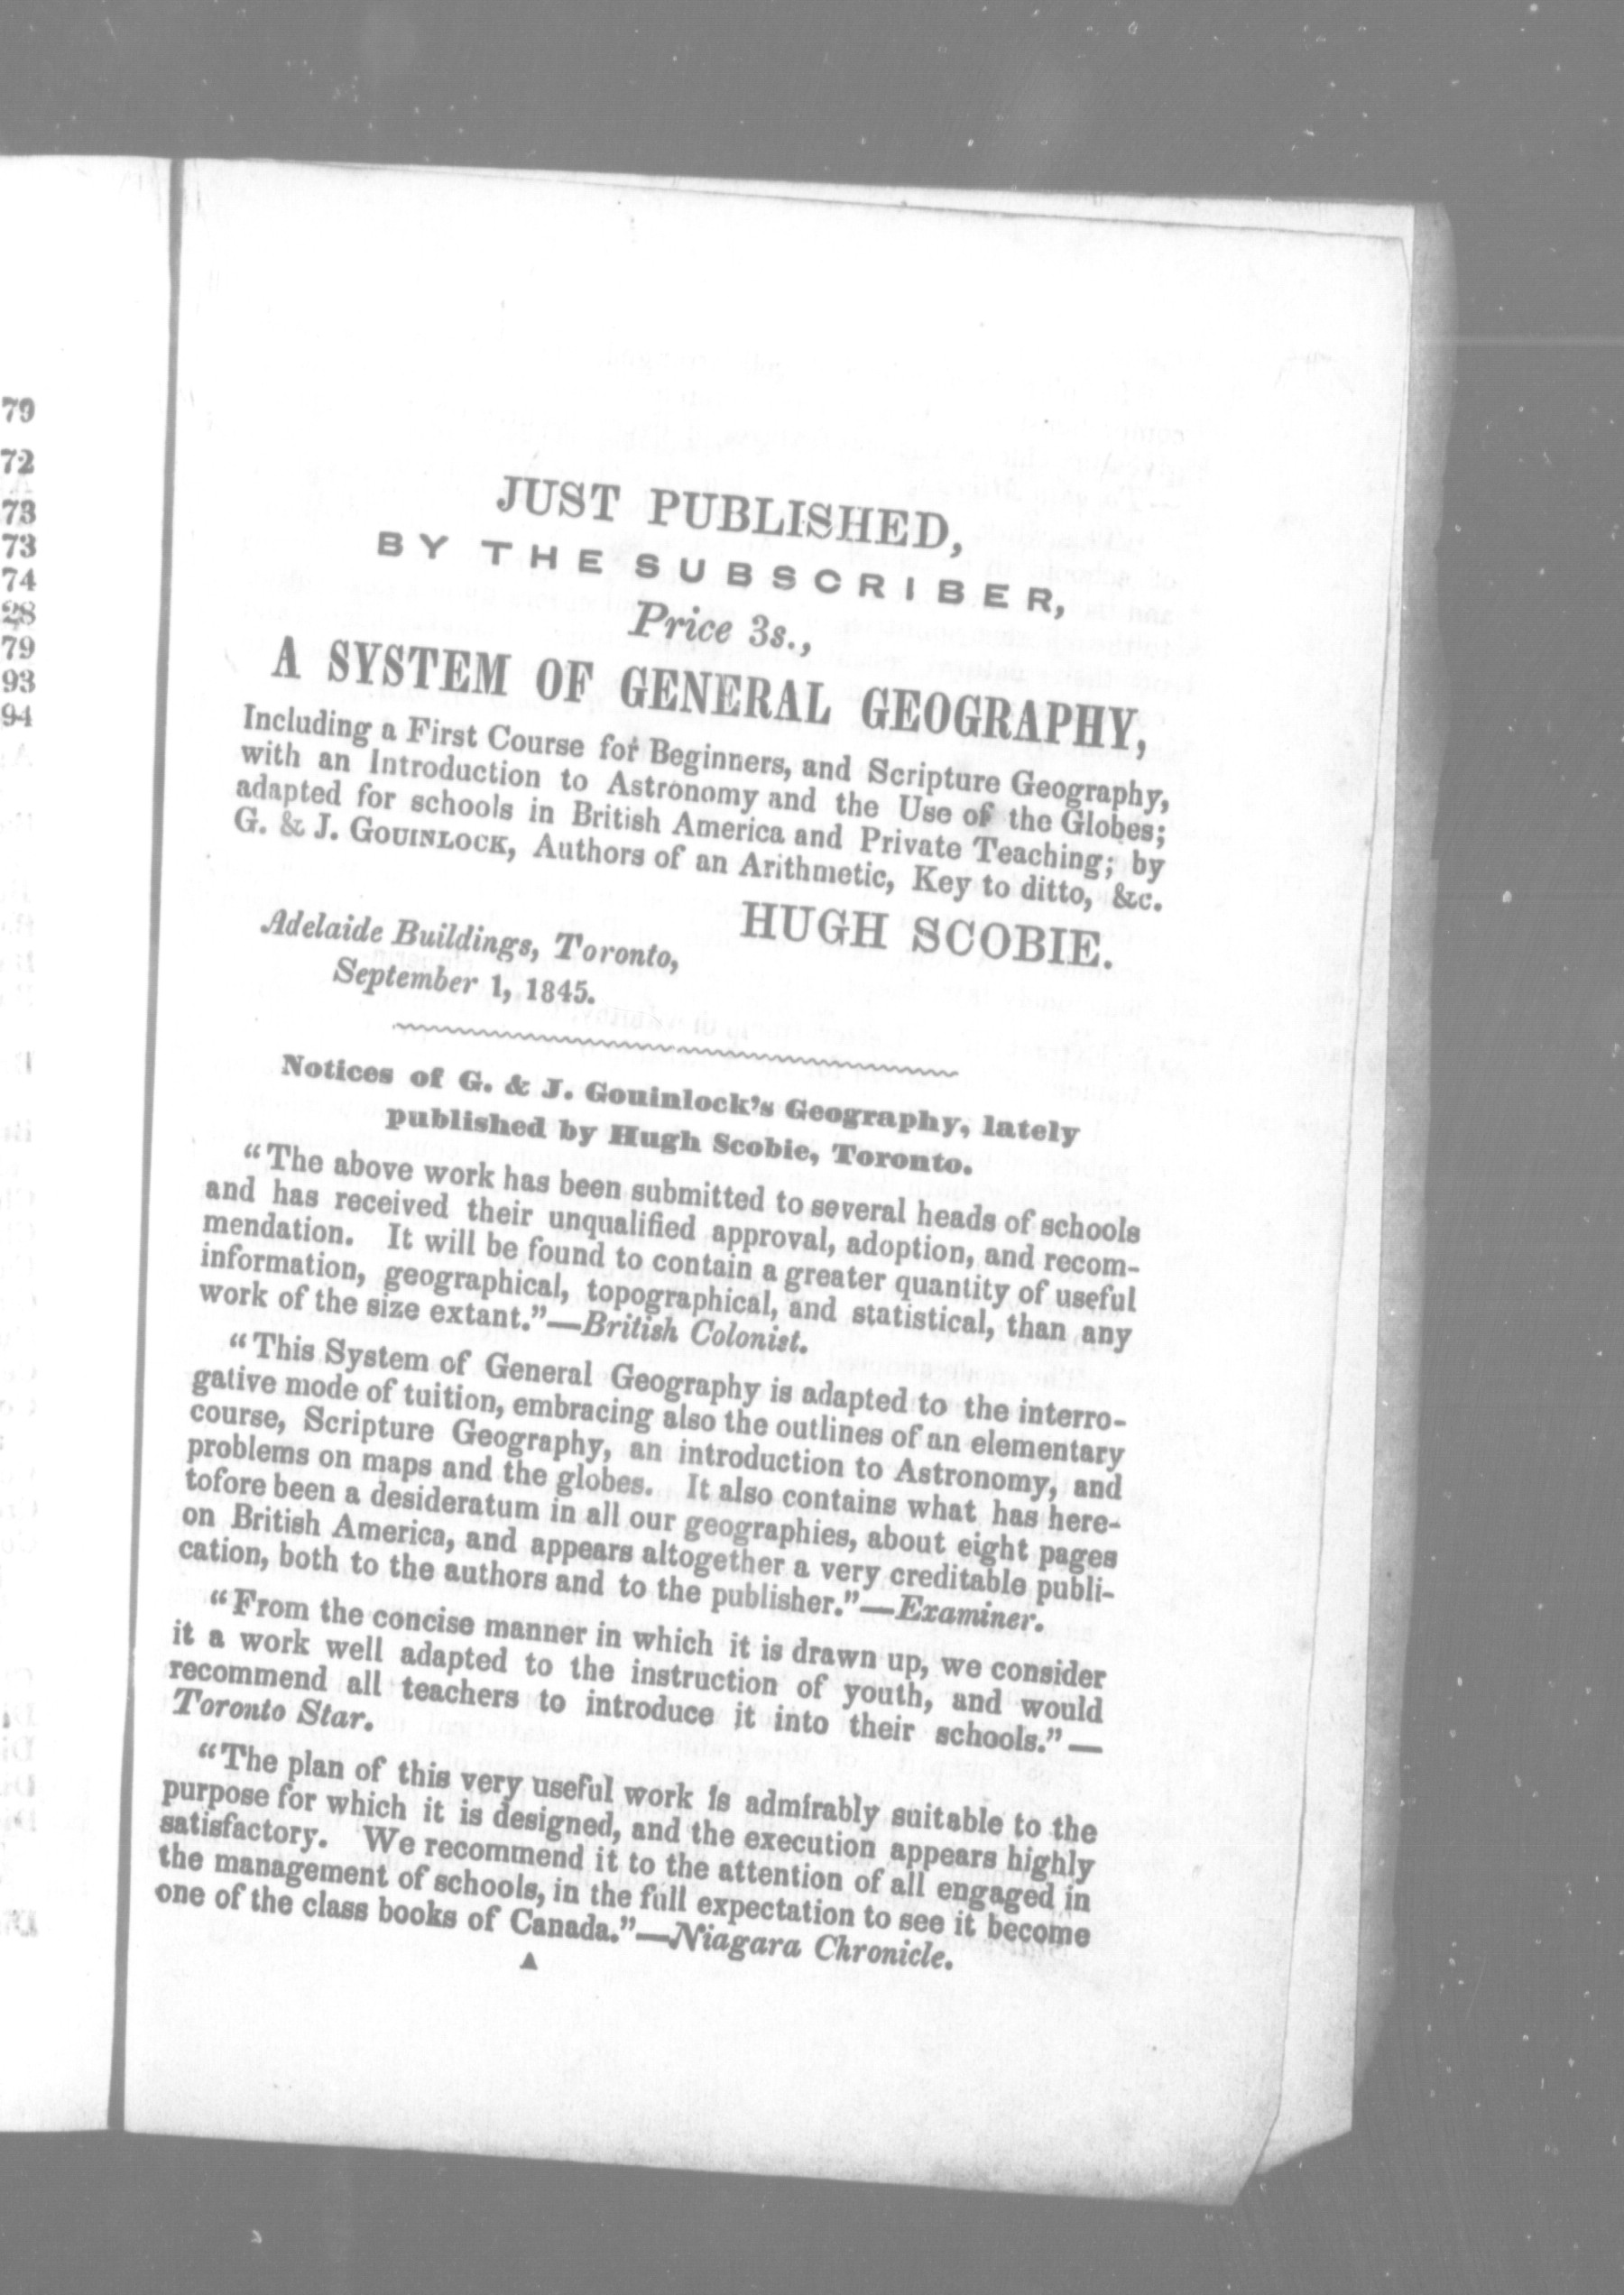 79
72
73
73
74
28
79
93
94
JUST PUBLISHED,
BY THE SUBSCRIBER,
Price 3s.,
A SYSTEM OF GENERAL GEOGRAPHY,
Including a First Course for Beginners, and Scripture Geography,
with an Introduction to Astronomy and the Use of the Globes;
adapted for schools in British America and Private Teaching; by
G. & J. GOUINLOCK, Authors of an Arithmetic, Key to ditto, &c.
HUGH SCOBIE.
Adelaide Buildings, Toronto,
September 1, 1845.
Notices of G. & J. Gouinlock's Geography, lately
published by Hugh Scobie, Toronto.
"The above work has been submitted to several heads of schools
and has received their unqualified approval, adoption, and recom-
mendation. It will be found to contain a greater quantity of useful
information, geographical, topographical, and statistical, than any
work of the size extant."—British Colonist.
"This System of General Geography is adapted to the interro-
gative mode of tuition, embracing also the outlines of an elementary
course, Scripture Geography, an introduction to Astronomy, and
problems on maps and the globes. It also contains what has here-
tofore been a desideratum in all our geographies, about eight pages
on British America, and appears altogether a very creditable publi-
cation, both to the authors and to the publisher."—Examiner.
"From the concise manner in which it is drawn up, we consider
it a work well adapted to the instruction of youth, and would
recommend all teachers to introduce it into their schools."—
Toronto Star.
"The plan of this very useful work is admirably suitable to the
purpose for which it is designed, and the execution appears highly
satisfactory. We recommend it to the attention of all engaged in
the management of schools, in the full expectation to see it become
one of the class books of Canada."—Niagara Chronicle.
A